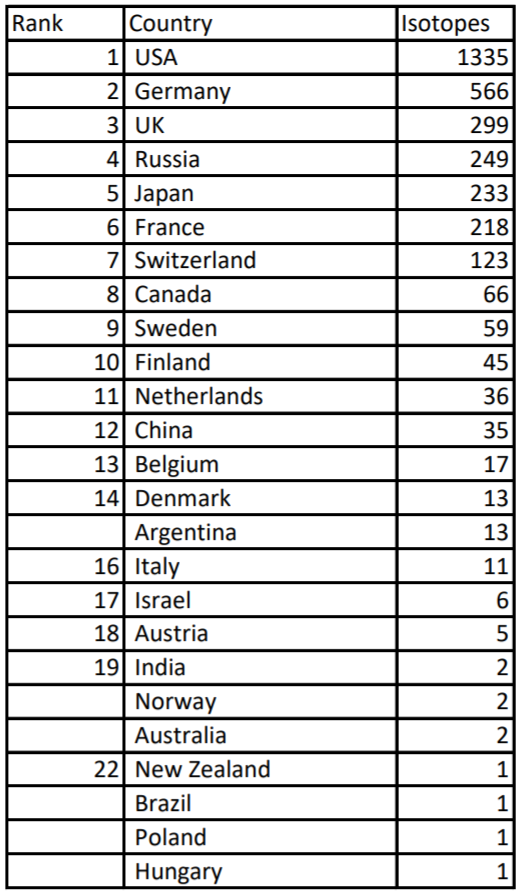 Rank Country Isotopes
1 USA 1335
2 Germany 566
3 UK 299
4 Russia 249
5 Japan 233
6 France 218
7 Switzerland 123
8 Canada 66
9 Sweden 59
10 Finland 45
11 Netherlands 36
12 China 35
13 Belgium 17
14 Denmark 13
Argentina 13
16 Italy 11
17 Israel 6
18 Austria 5
19 India 2
Norway 2
Australia 2
22 New Zealand 1
Brazil 1
Poland 1
Hungary 1